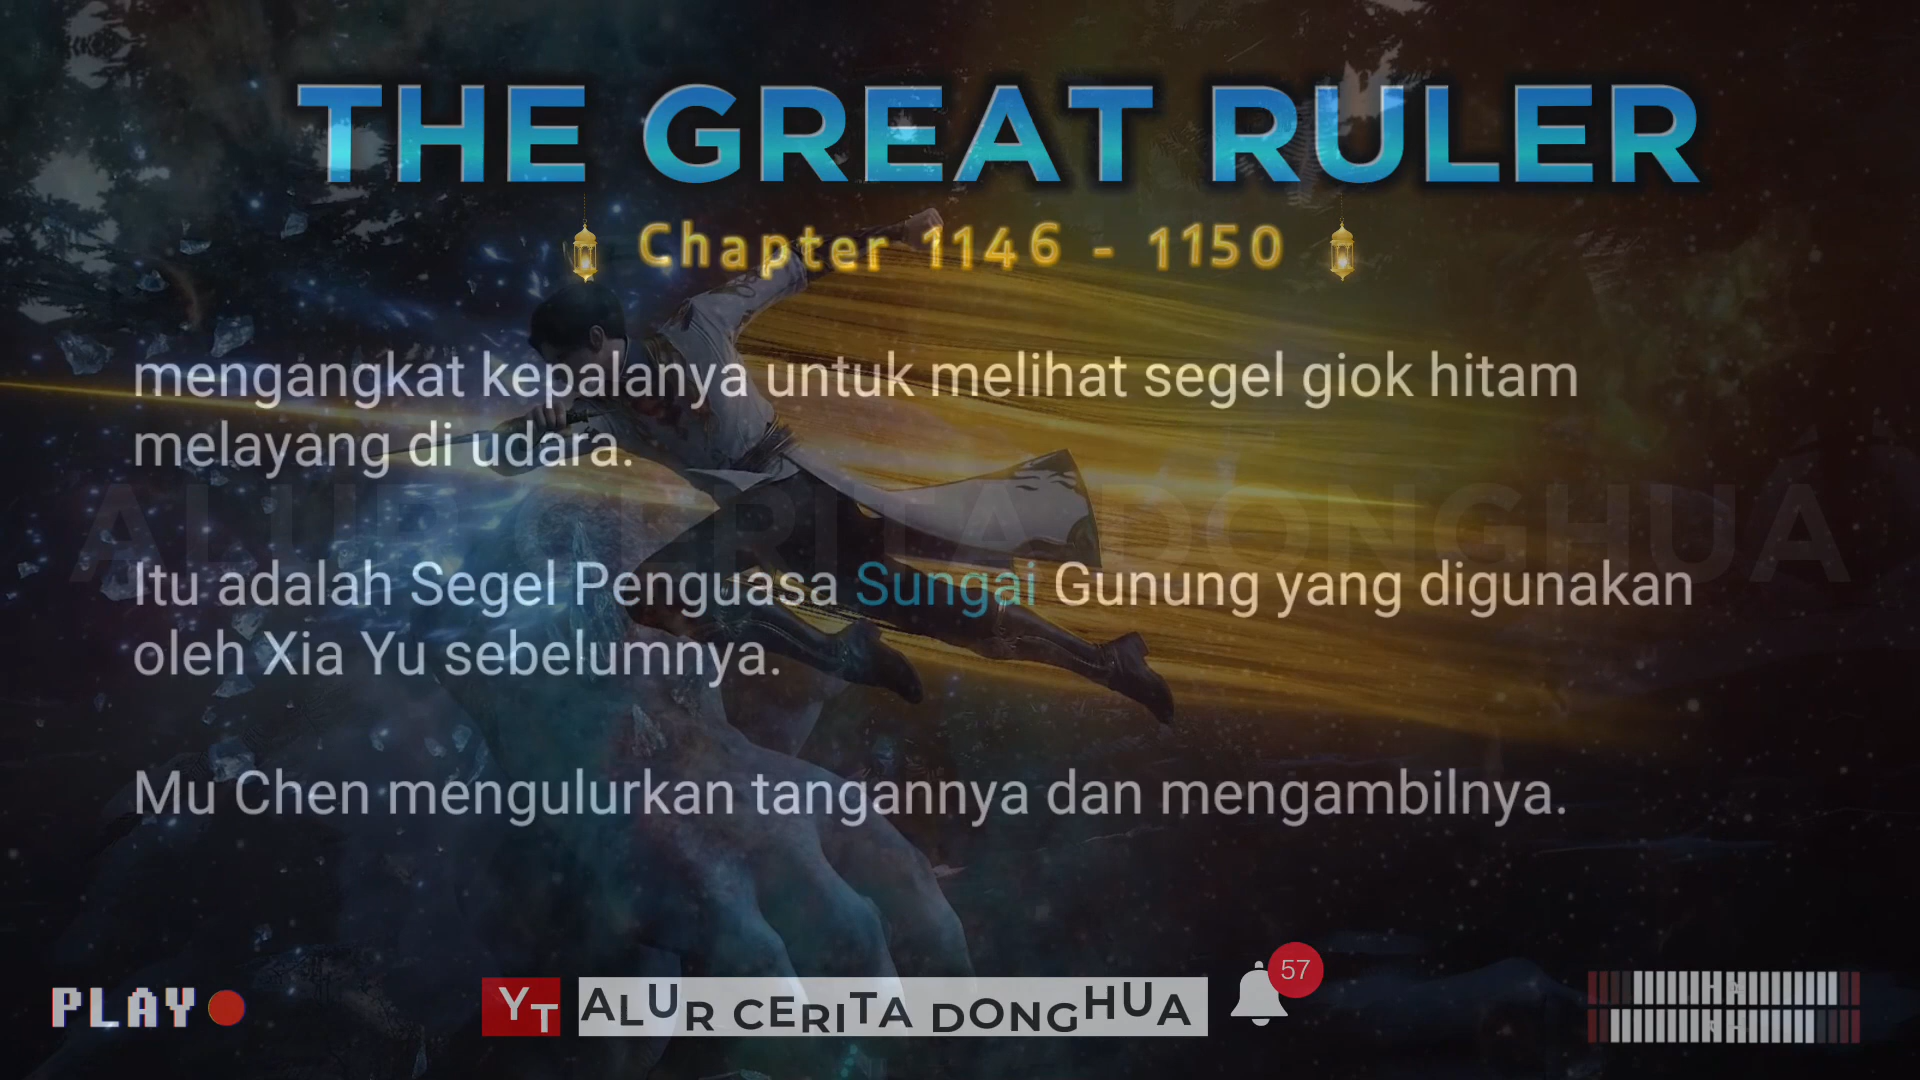 THE GREAT RULER
Chapter 1146 - 1150
mengangkat kepalanya untuk melihat segel giok hitam
melayang di udara.
ALUR CERITA DONGHUA
Itu adalah Segel Penguasa Sungai Gunung yang digunakan
oleh Xia Yu sebelumnya.
Mu Chen mengulurkan tangannya dan mengambilnya.
PLAY
YT ALUR CERITA DONGHUA
57